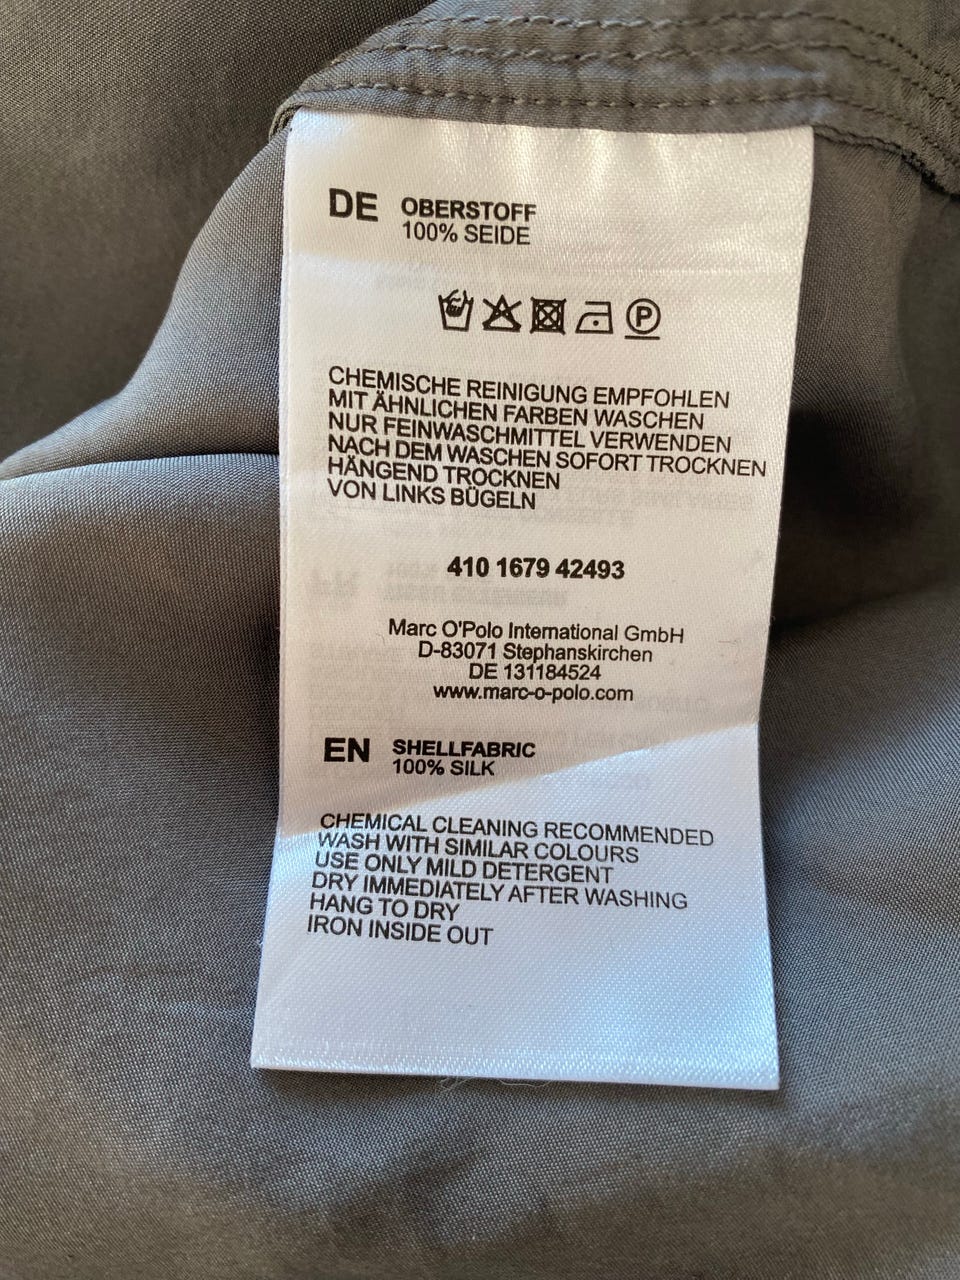 DE OBERSTOFF
100% SEIDE
P
CHEMISCHE REINIGUNG EMPFOHLEN
MIT ÄHNLICHEN FARBEN WASCHEN
NUR FEINWASCHMITTEL VERWENDEN
NACH DEM WASCHEN SOFORT TROCKNEN
HÄNGEND TROCKNEN
VON LINKS BÜGELN
410 1679 42493
Marc O'Polo International GmbH
D-83071 Stephanskirchen
DE 131184524
www.marc-o-polo.com
EN SHELLFABRIC
100% SILK
CHEMICAL CLEANING RECOMMENDED
WASH WITH SIMILAR COLOURS
USE ONLY MILD DETERGENT
DRY IMMEDIATELY AFTER WASHING
HANG TO DRY
IRON INSIDE OUT